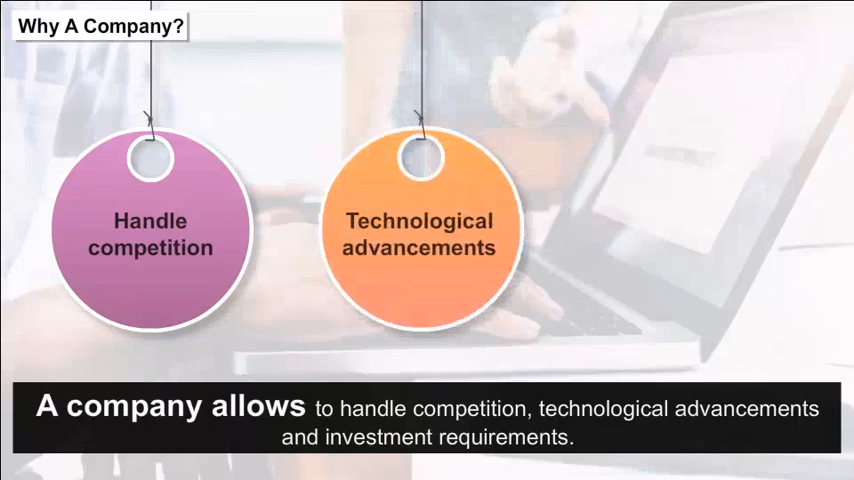 Why A Company?
Handle
competition
Technological
advancements
A company allows to handle competition, technological advancements
and investment requirements.